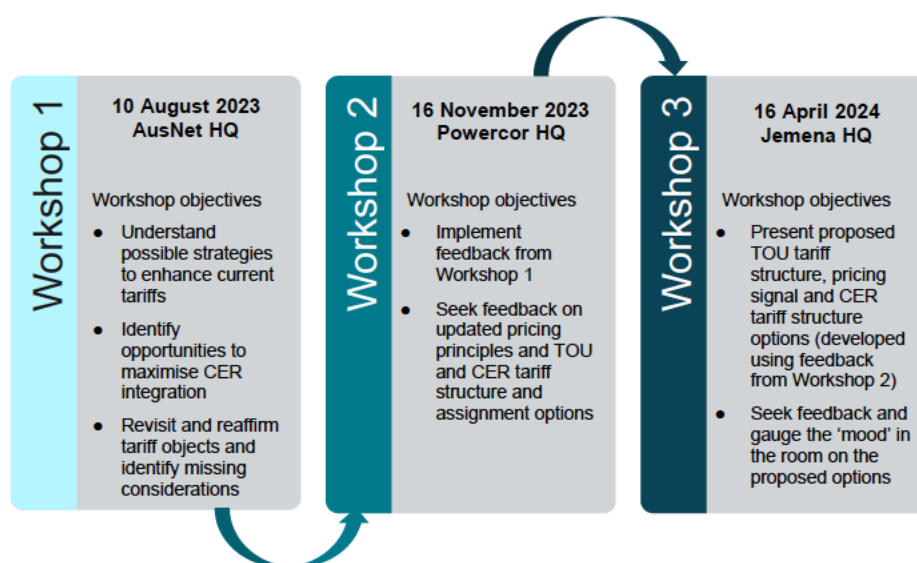 Workshop 1
10 August 2023
AusNet HQ
Workshop objectives
● Understand
possible strategies
to enhance current
tariffs
● Identify
opportunities to
maximise CER
integration
● Revisit and reaffirm
tariff objects and
identify missing
considerations
Workshop 2
16 November 2023
Powercor HQ
Workshop objectives
● Implement
feedback from
Workshop 1
● Seek feedback on
updated pricing
principles and TOU
and CER tariff
structure and
assignment options
Workshop 3
16 April 2024
Jemena HQ
Workshop objectives
● Present proposed
TOU tariff
structure, pricing
signal and CER
tariff structure
options (developed
using feedback
from Workshop 2)
● Seek feedback and
gauge the ‘mood’ in
the room on the
proposed options